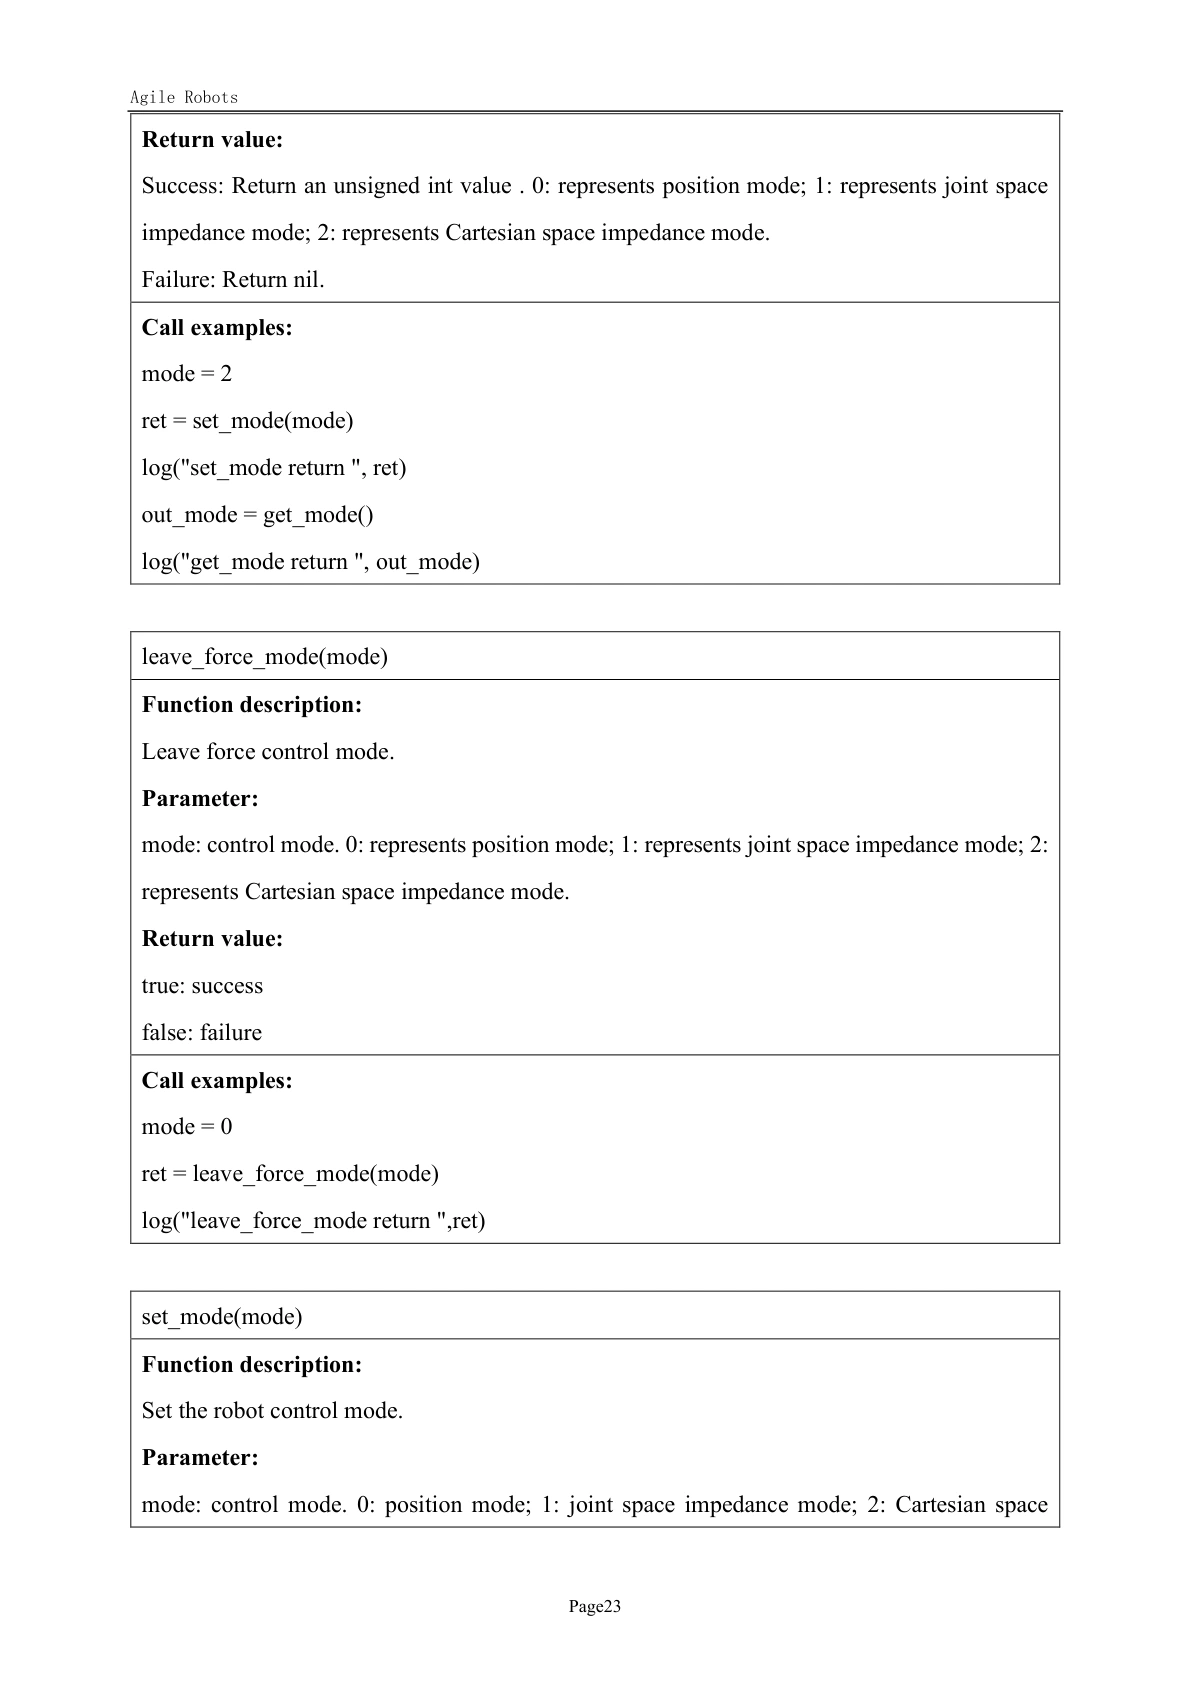 Agile Robots
Return value:
Success: Return an unsigned int value . 0: represents position mode; 1: represents joint space
impedance mode; 2: represents Cartesian space impedance mode.
Failure: Return nil.
Call examples:
mode = 2
ret = set_mode(mode)
log("set_mode return ", ret)
out_mode = get_mode()
log("get_mode return ", out_mode)
leave_force_mode(mode)
Function description:
Leave force control mode.
Parameter:
mode: control mode. 0: represents position mode; 1: represents joint space impedance mode; 2:
represents Cartesian space impedance mode.
Return value:
true: success
false: failure
Call examples:
mode = 0
ret = leave_force_mode(mode)
log("leave_force_mode return ",ret)
set_mode(mode)
Function description:
Set the robot control mode.
Parameter:
mode: control mode. 0: position mode; 1: joint space impedance mode; 2: Cartesian space
Page23